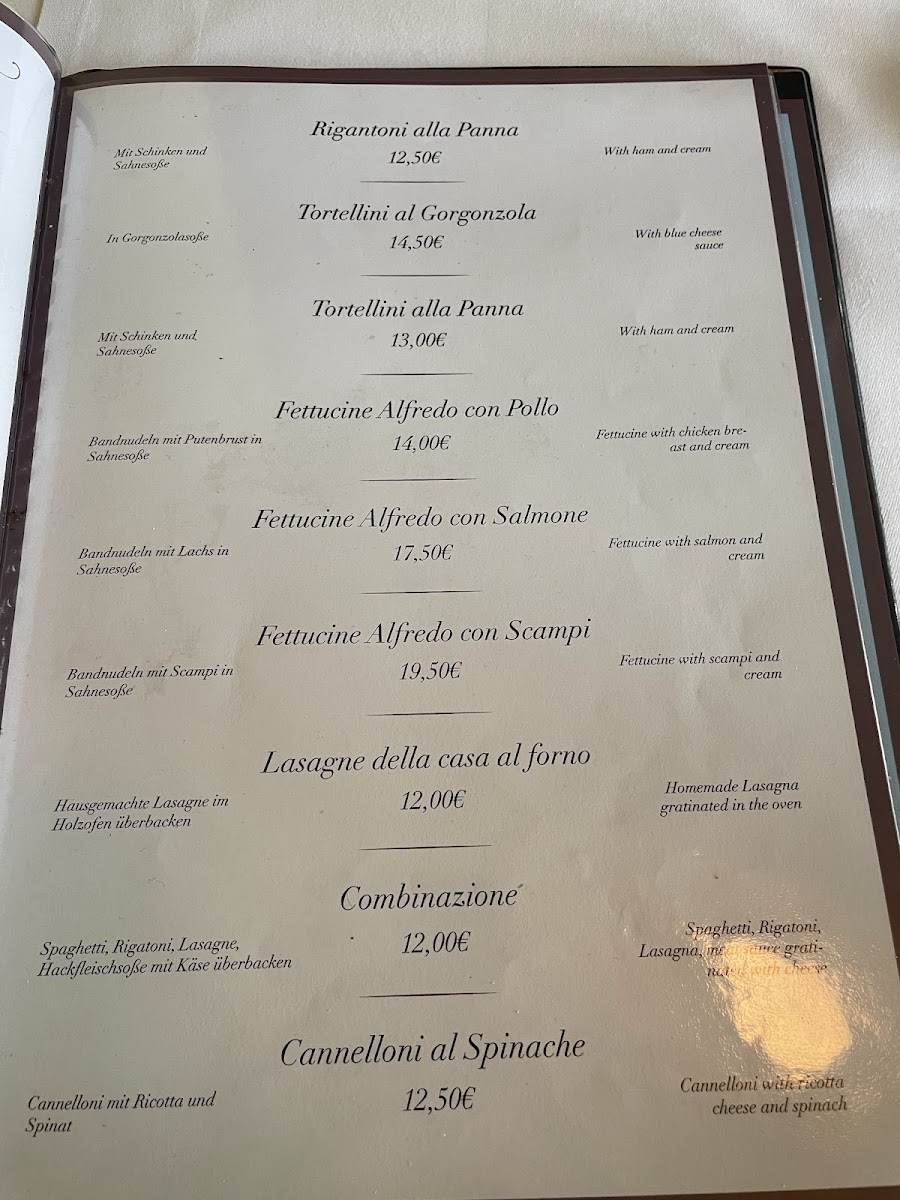 Rigantoni alla Panna
Mit Schinken und
Sahnesoße
12,50€
With ham and cream
Tortellini al Gorgonzola
In Gorgonzolasoße
14,50€
With blue cheese
sauce
Tortellini alla Panna
Mit Schinken und
Sahnesoße
13,00€
With ham and cream
Fettucine Alfredo con Pollo
Bandnudeln mit Putenbrust in
Sahnesoße
14,00€
Fettucine with chicken bre-
ast and cream
Fettucine Alfredo con Salmone
Bandnudeln mit Lachs in
Sahnesoße
17,50€
Fettucine with salmon and
cream
Fettucine Alfredo con Scampi
Bandnudeln mit Scampi in
Sahnesoße
19,50€
Fettucine with scampi and
cream
Lasagne della casa al forno
Hausgemachte Lasagne im
Holzofen überbacken
12,00€
Homemade Lasagna
gratinated in the oven
Combinazione
Spaghetti, Rigatoni, Lasagne,
Hackfleischsoße mit Käse überbacken
12,00€
Spaghetti, Rigatoni,
Lasagna, meat sauce grati-
nated with cheese
Cannelloni al Spinache
Cannelloni mit Ricotta und
Spinat
12,50€
Cannelloni with ricotta
cheese and spinach